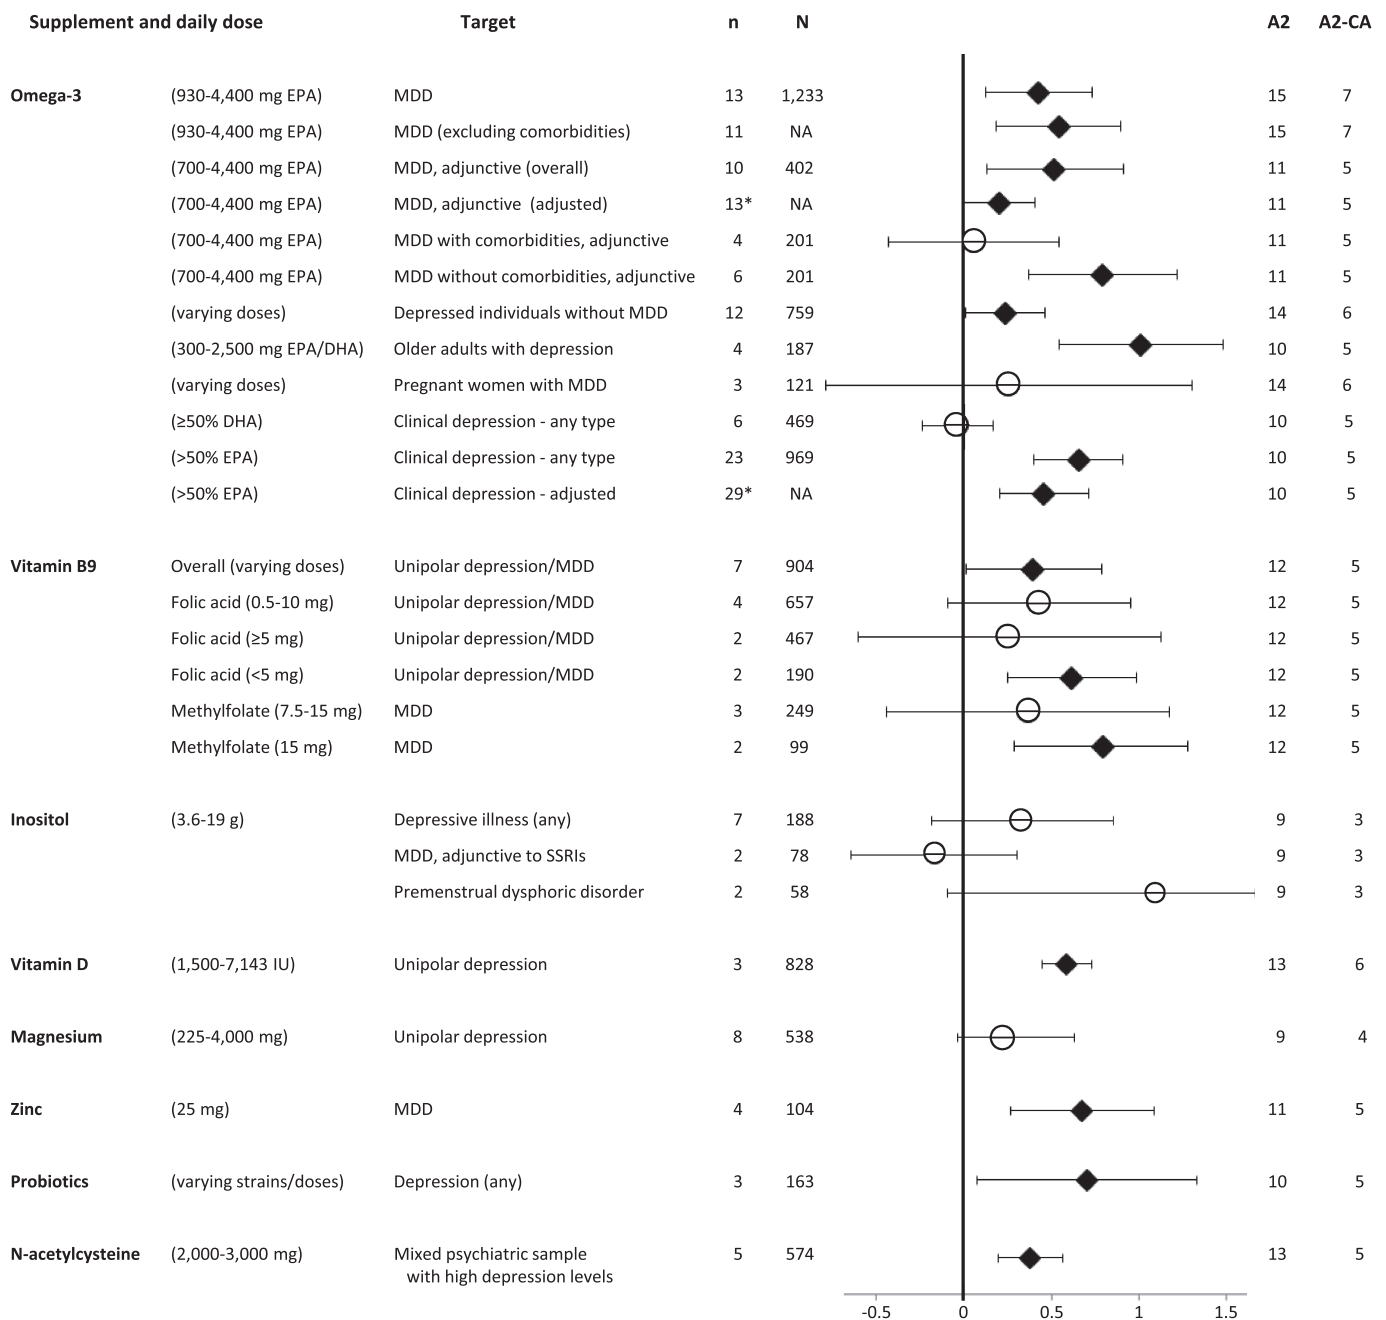 Supplement and daily dose Target n N A2 A2-CA
Omega-3 (930-4,400 mg EPA) MDD 13 1,233 15 7
(930-4,400 mg EPA) MDD (excluding comorbidities) 11 NA 15 7
(700-4,400 mg EPA) MDD, adjunctive (overall) 10 402 11 5
(700-4,400 mg EPA) MDD, adjunctive (adjusted) 13* NA 11 5
(700-4,400 mg EPA) MDD with comorbidities, adjunctive 4 201 11 5
(700-4,400 mg EPA) MDD without comorbidities, adjunctive 6 201 11 5
(varying doses) Depressed individuals without MDD 12 759 14 6
(300-2,500 mg EPA/DHA) Older adults with depression 4 187 10 5
(varying doses) Pregnant women with MDD 3 121 14 6
(≥50% DHA) Clinical depression - any type 6 469 10 5
(>50% EPA) Clinical depression - any type 23 969 10 5
(>50% EPA) Clinical depression - adjusted 29* NA 10 5
Vitamin B9 Overall (varying doses) Unipolar depression/MDD 7 904 12 5
Folic acid (0.5-10 mg) Unipolar depression/MDD 4 657 12 5
Folic acid (≥5 mg) Unipolar depression/MDD 2 467 12 5
Folic acid (<5 mg) Unipolar depression/MDD 2 190 12 5
Methylfolate (7.5-15 mg) MDD 3 249 12 5
Methylfolate (15 mg) MDD 2 99 12 5
Inositol (3.6-19 g) Depressive illness (any) 7 188 9 3
MDD, adjunctive to SSRIs 2 78 9 3
Premenstrual dysphoric disorder 2 58 9 3
Vitamin D (1,500-7,143 IU) Unipolar depression 3 828 13 6
Magnesium (225-4,000 mg) Unipolar depression 8 538 9 4
Zinc (25 mg) MDD 4 104 11 5
Probiotics (varying strains/doses) Depression (any) 3 163 10 5
N-acetylcysteine (2,000-3,000 mg) Mixed psychiatric sample 5 574 13 5
with high depression levels
-0.5 0 0.5 1 1.5